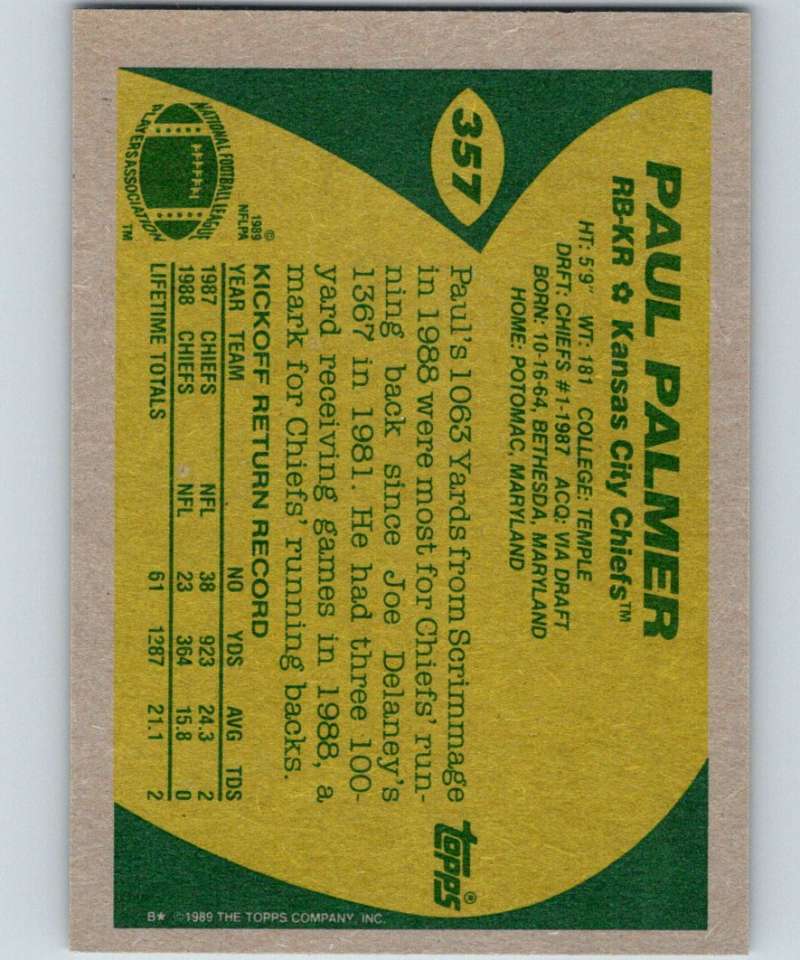 357
PAUL PALMER
RB-KR ✿ Kansas City Chiefs™
HT: 5'9" WT: 181 COLLEGE: TEMPLE
DRFT: CHIEFS #1-1987 ACQ: VIA DRAFT
BORN: 10-16-64, BETHESDA, MARYLAND
HOME: POTOMAC, MARYLAND
Paul's 1063 Yards from Scrimmage
in 1988 were most for Chiefs' run-
ning back since Joe Delaney's
1367 in 1981. He had three 100-
yard receiving games in 1988, a
mark for Chiefs' running backs.
KICKOFF RETURN RECORD
YEAR TEAM NO YDS AVG TDS
1987 CHIEFS NFL 38 923 24.3 2
1988 CHIEFS NFL 23 364 15.8 0
LIFETIME TOTALS 61 1287 21.1 2
NATIONAL FOOTBALL LEAGUE
PLAYERS ASSOCIATION
TM
©
1989
NFLPA
topps®
B★ ©1989 THE TOPPS COMPANY, INC.